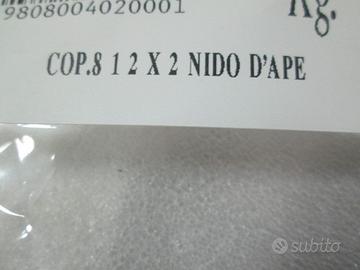 9808004020001
Kg.
COP.8 1 2 X 2 NIDO D'APE
subito